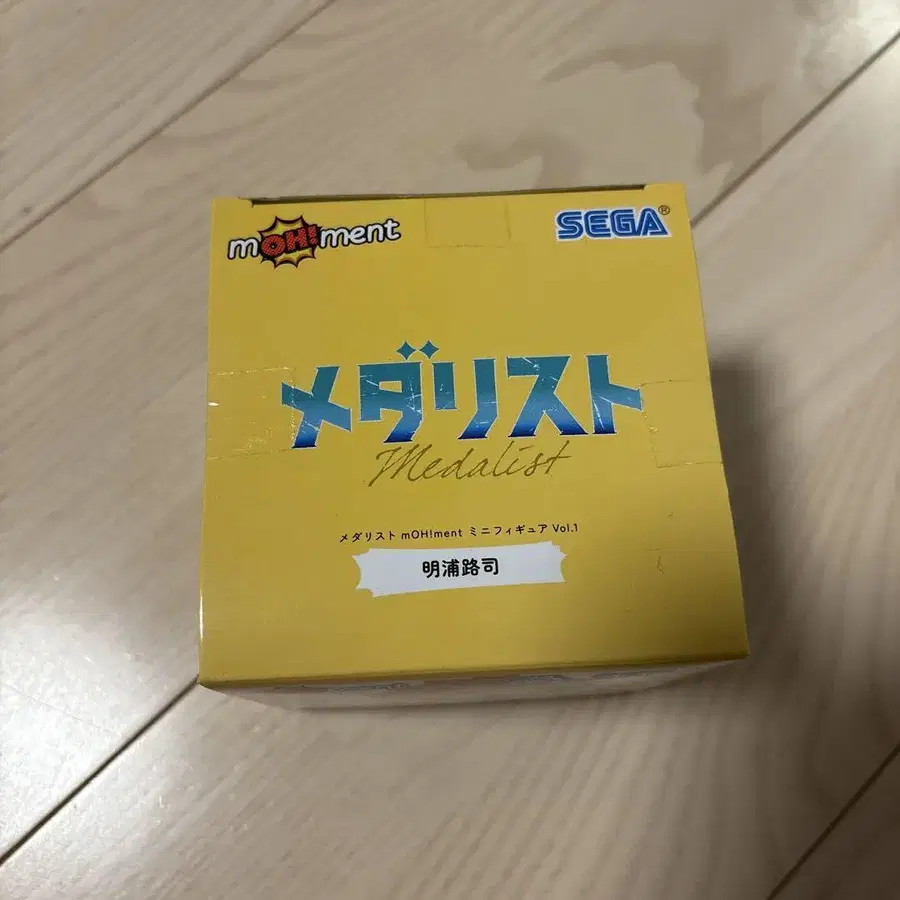 mOH!ment
SEGA®
メダリスト
Medalist
メダリスト mOH!ment ミニフィギュア Vol.1
明浦路司